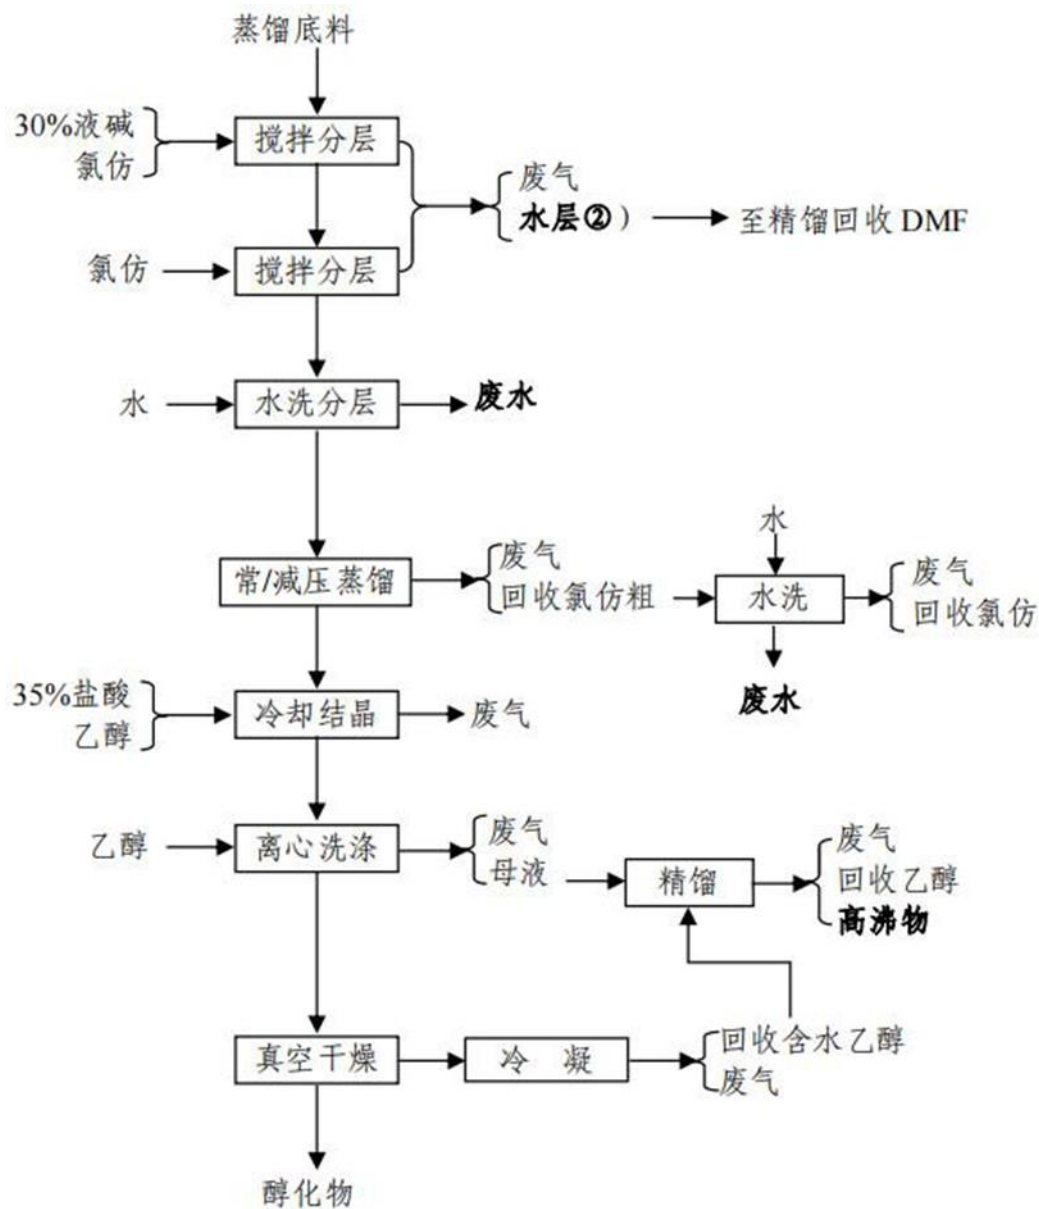 蒸馏底料
30%液碱
氯仿
搅拌分层
废气
水层②）
至精馏回收 DMF
氯仿
搅拌分层
水
水洗分层
废水
水
常/减压蒸馏
废气
回收氯仿粗
水洗
废气
回收氯仿
废水
35%盐酸
乙醇
冷却结晶
废气
乙醇
离心洗涤
废气
母液
精馏
废气
回收乙醇
高沸物
真空干燥
冷 凝
回收含水乙醇
废气
醇化物